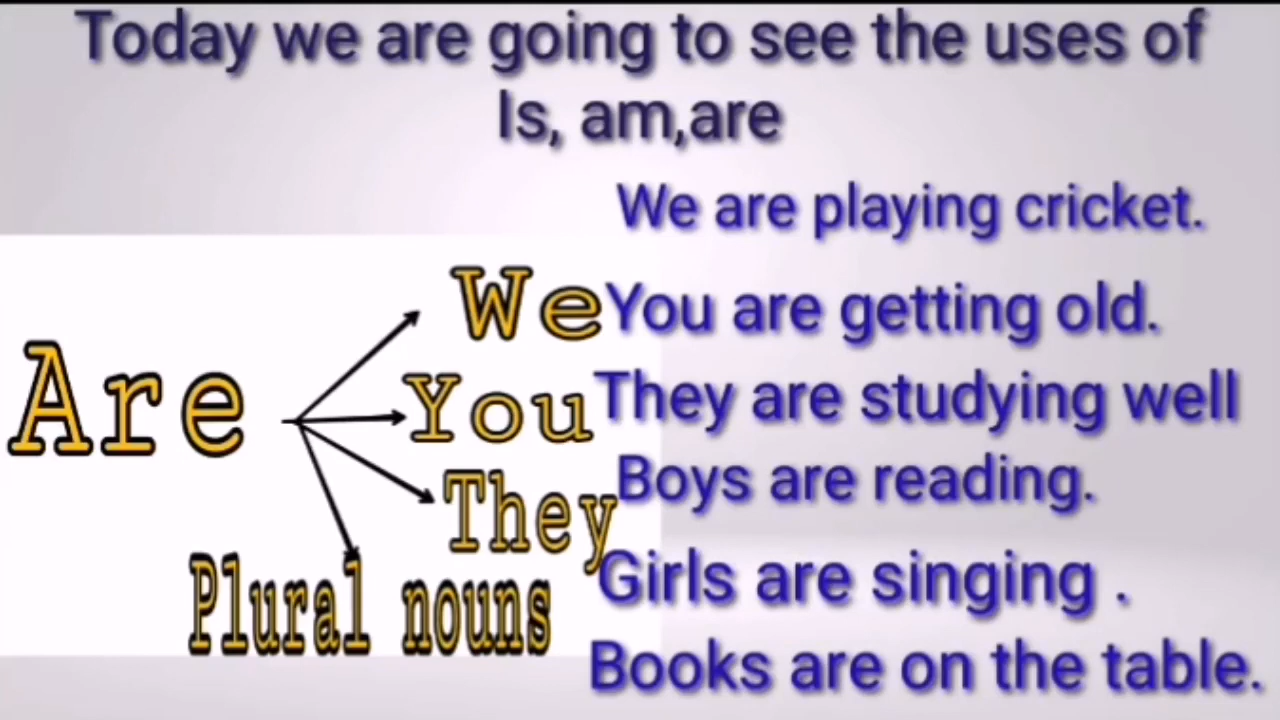 Today we are going to see the uses of
Is, am,are
We are playing cricket.
You are getting old.
They are studying well
Boys are reading.
Girls are singing .
Books are on the table.
Are
We
You
They
Plural nouns